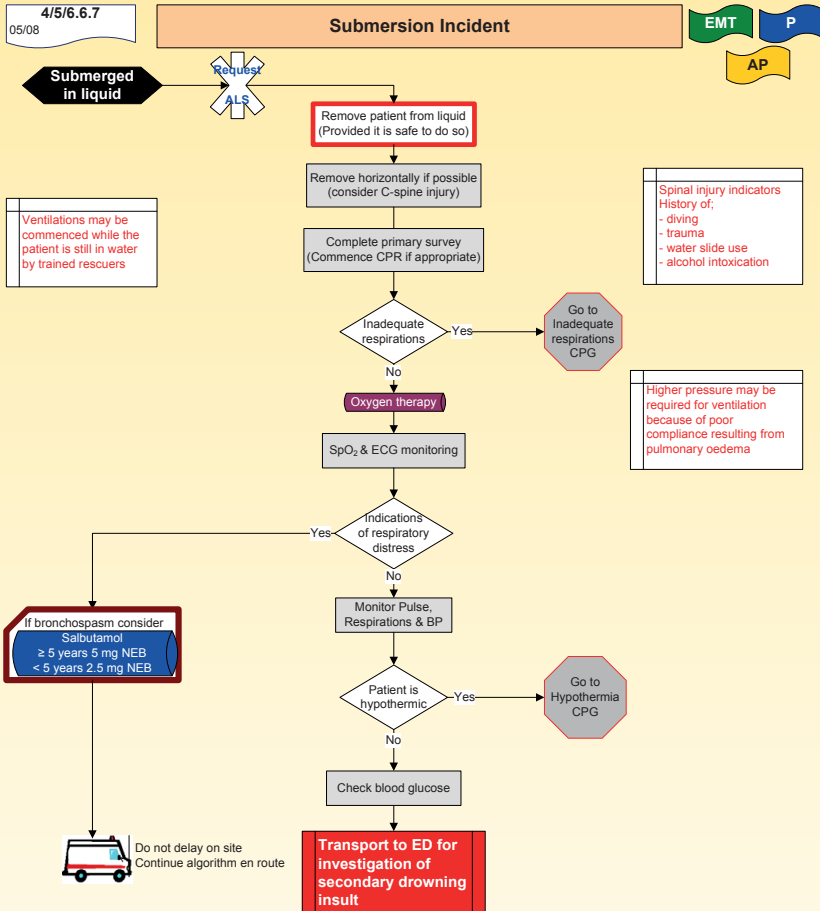 4/5/6.6.7
05/08
Submersion Incident
EMT
P
AP
Submerged
in liquid
Request
ALS
Remove patient from liquid
(Provided it is safe to do so)
Remove horizontally if possible
(consider C-spine injury)
Spinal injury indicators
History of;
- diving
- trauma
- water slide use
- alcohol intoxication
Ventilations may be
commenced while the
patient is still in water
by trained rescuers
Complete primary survey
(Commence CPR if appropriate)
Inadequate
respirations
Yes
Go to
Inadequate
respirations
CPG
No
Oxygen therapy
Higher pressure may be
required for ventilation
because of poor
compliance resulting from
pulmonary oedema
SpO₂ & ECG monitoring
Indications
of respiratory
distress
Yes
No
If bronchospasm consider
Salbutamol
≥ 5 years 5 mg NEB
< 5 years 2.5 mg NEB
Monitor Pulse,
Respirations & BP
Patient is
hypothermic
Yes
Go to
Hypothermia
CPG
No
Check blood glucose
Do not delay on site
Continue algorithm en route
Transport to ED for
investigation of
secondary drowning
insult